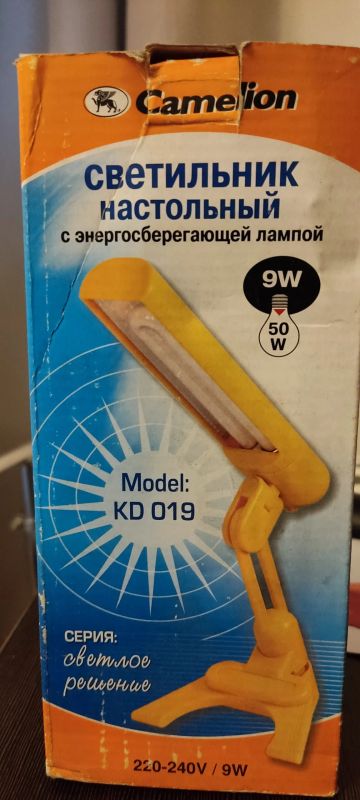 Camelion
светильник
настольный
с энергосберегающей лампой
9W
50
W
Model:
KD 019
СЕРИЯ:
светлое
решение
220-240V / 9W